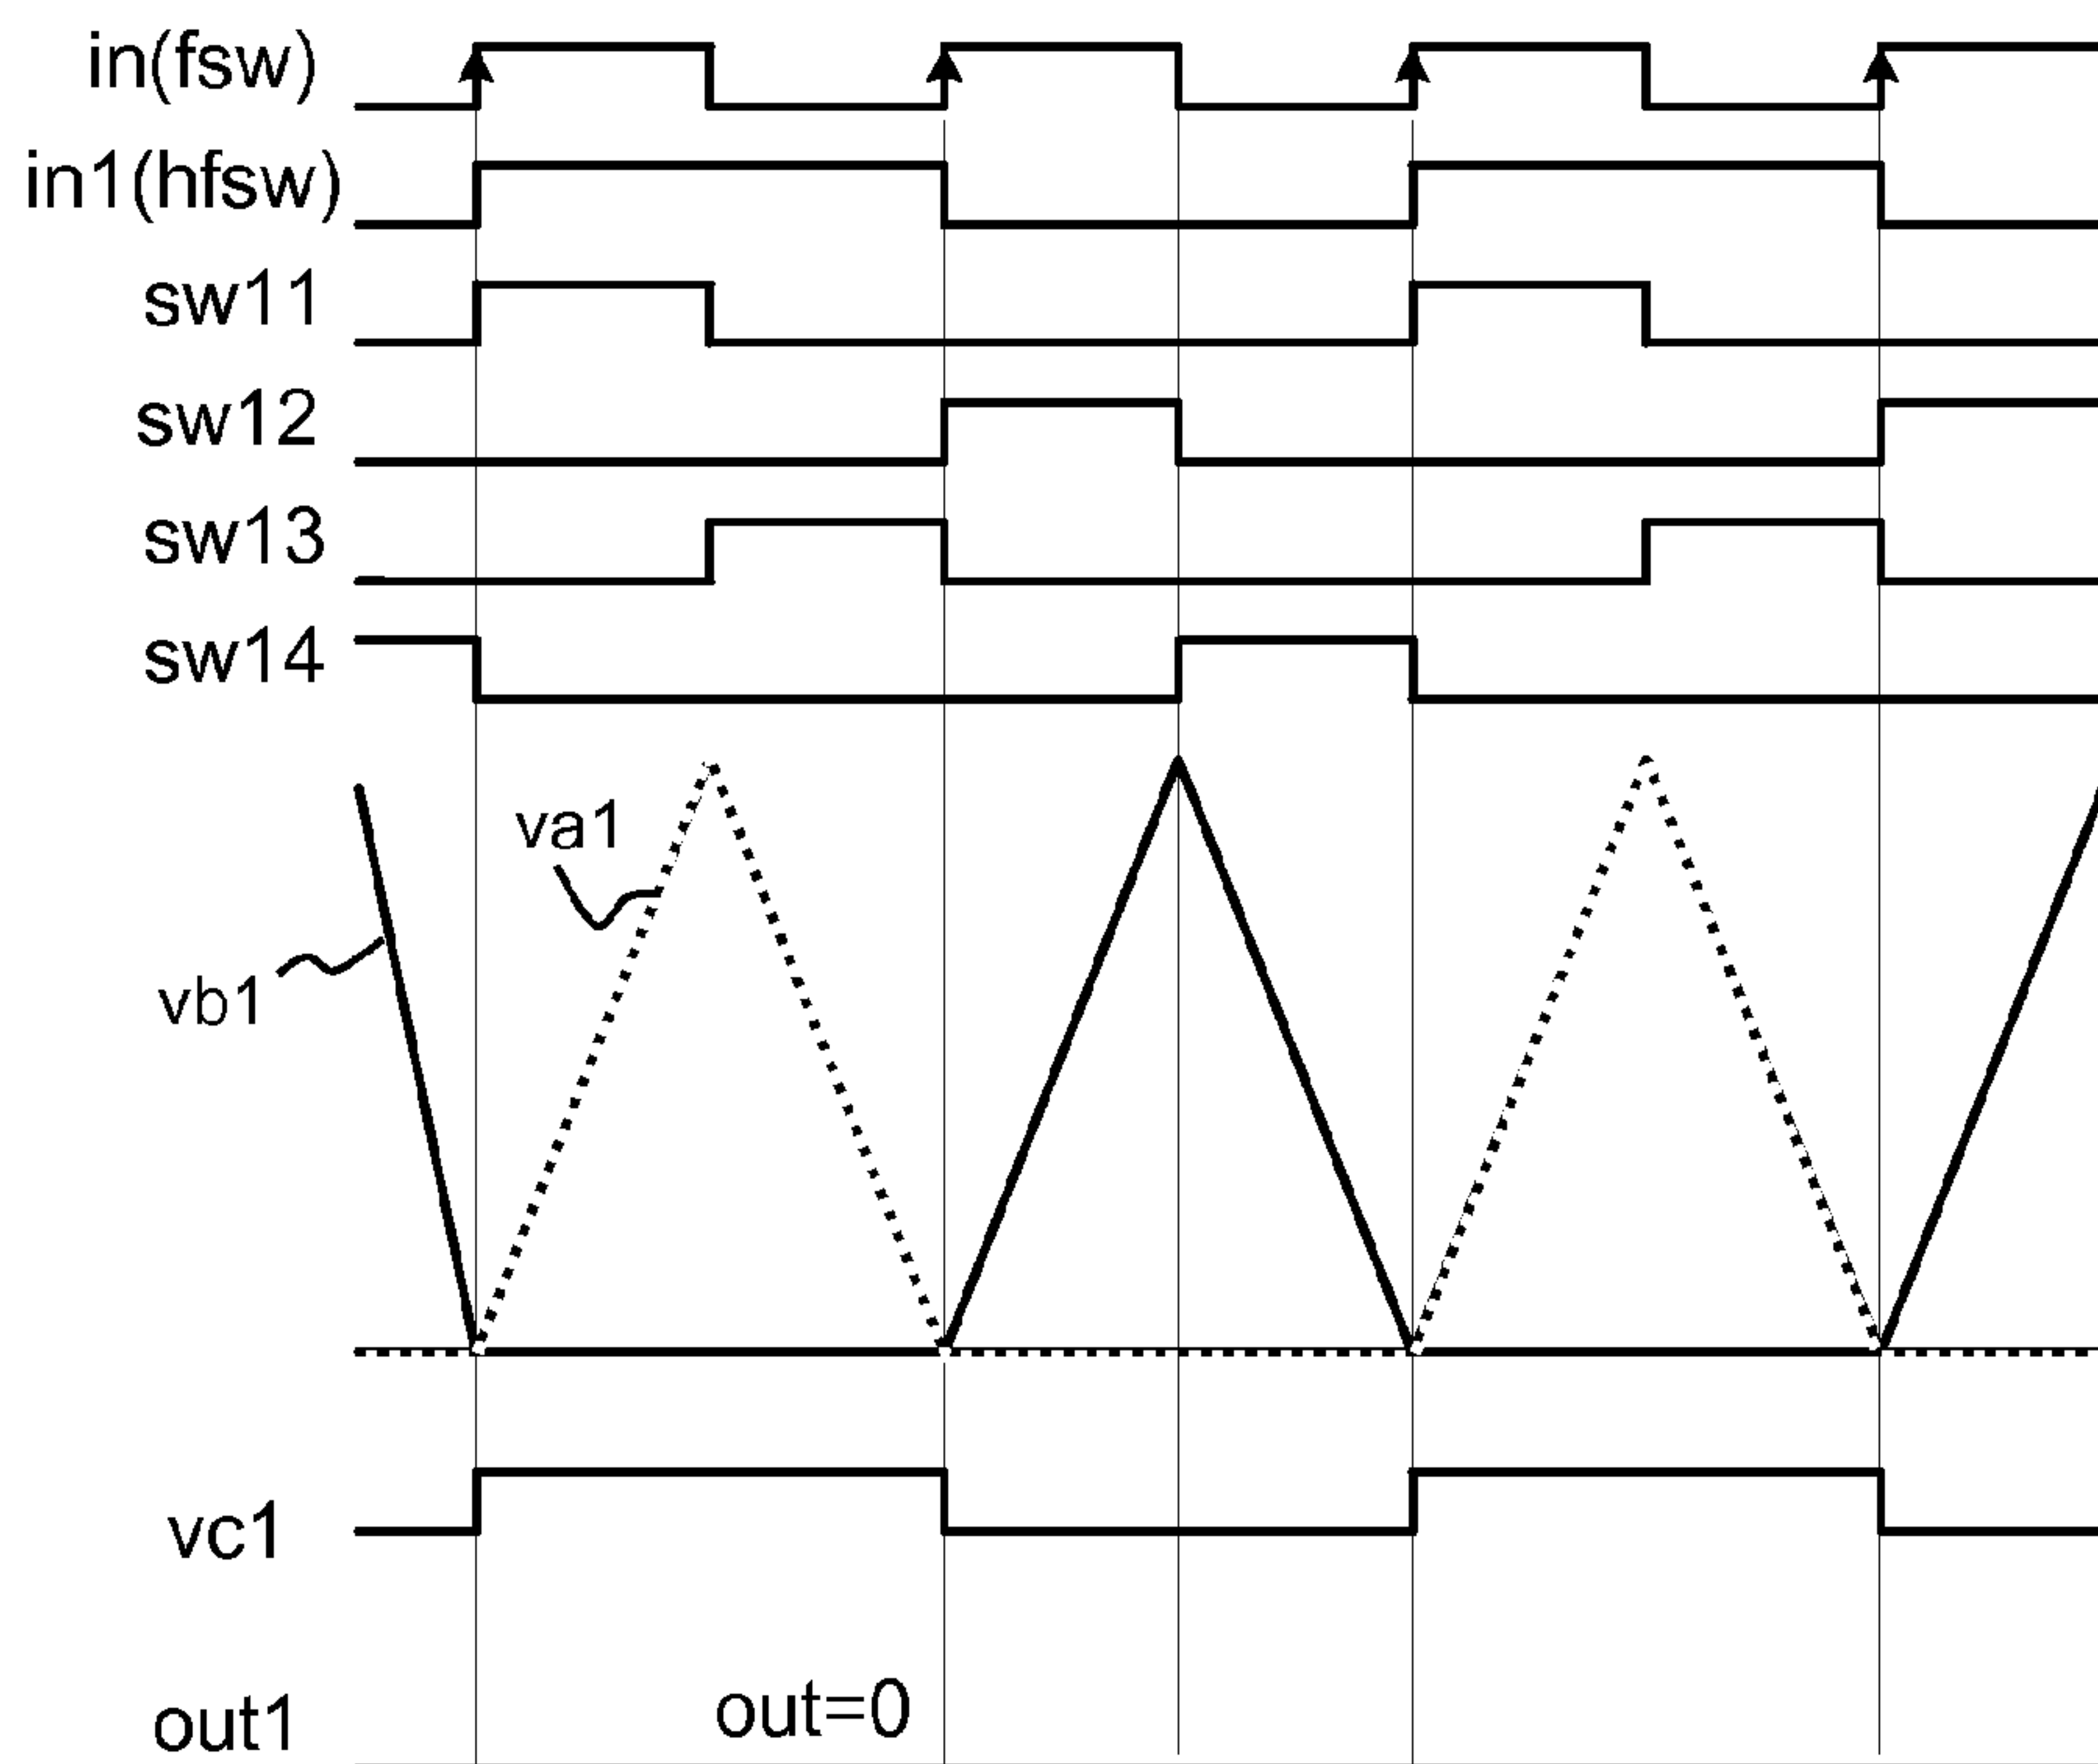 in(fsw)
in1(hfsw)
sw11
sw12
sw13
sw14
va1
vb1
vc1
out=0
out1